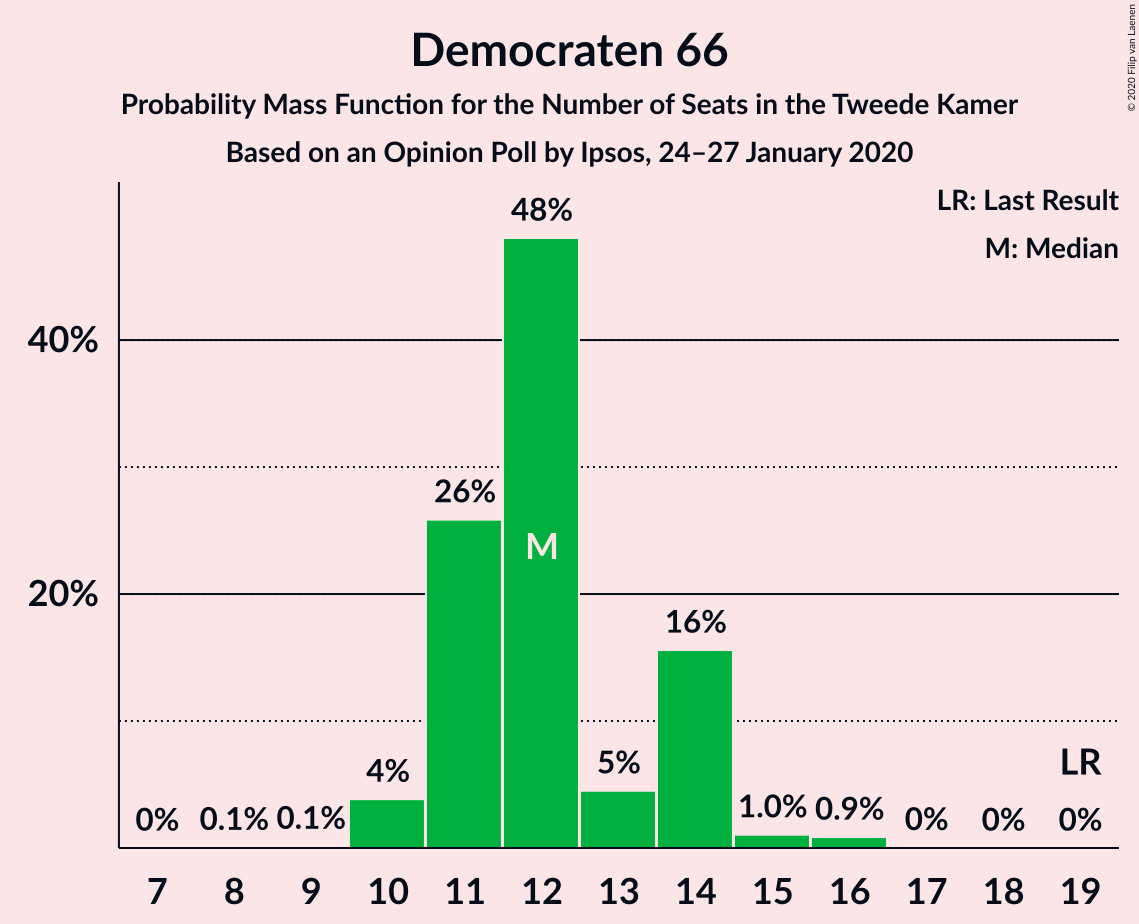 Democraten 66
Probability Mass Function for the Number of Seats in the Tweede Kamer
Based on an Opinion Poll by Ipsos, 24–27 January 2020
© 2020 Filip van Laenen
LR: Last Result
M: Median
48%
40%
26%
M
20%
16%
LR
5%
4%
0% 0.1% 0.1% 1.0% 0.9% 0% 0% 0%
7 8 9 10 11 12 13 14 15 16 17 18 19